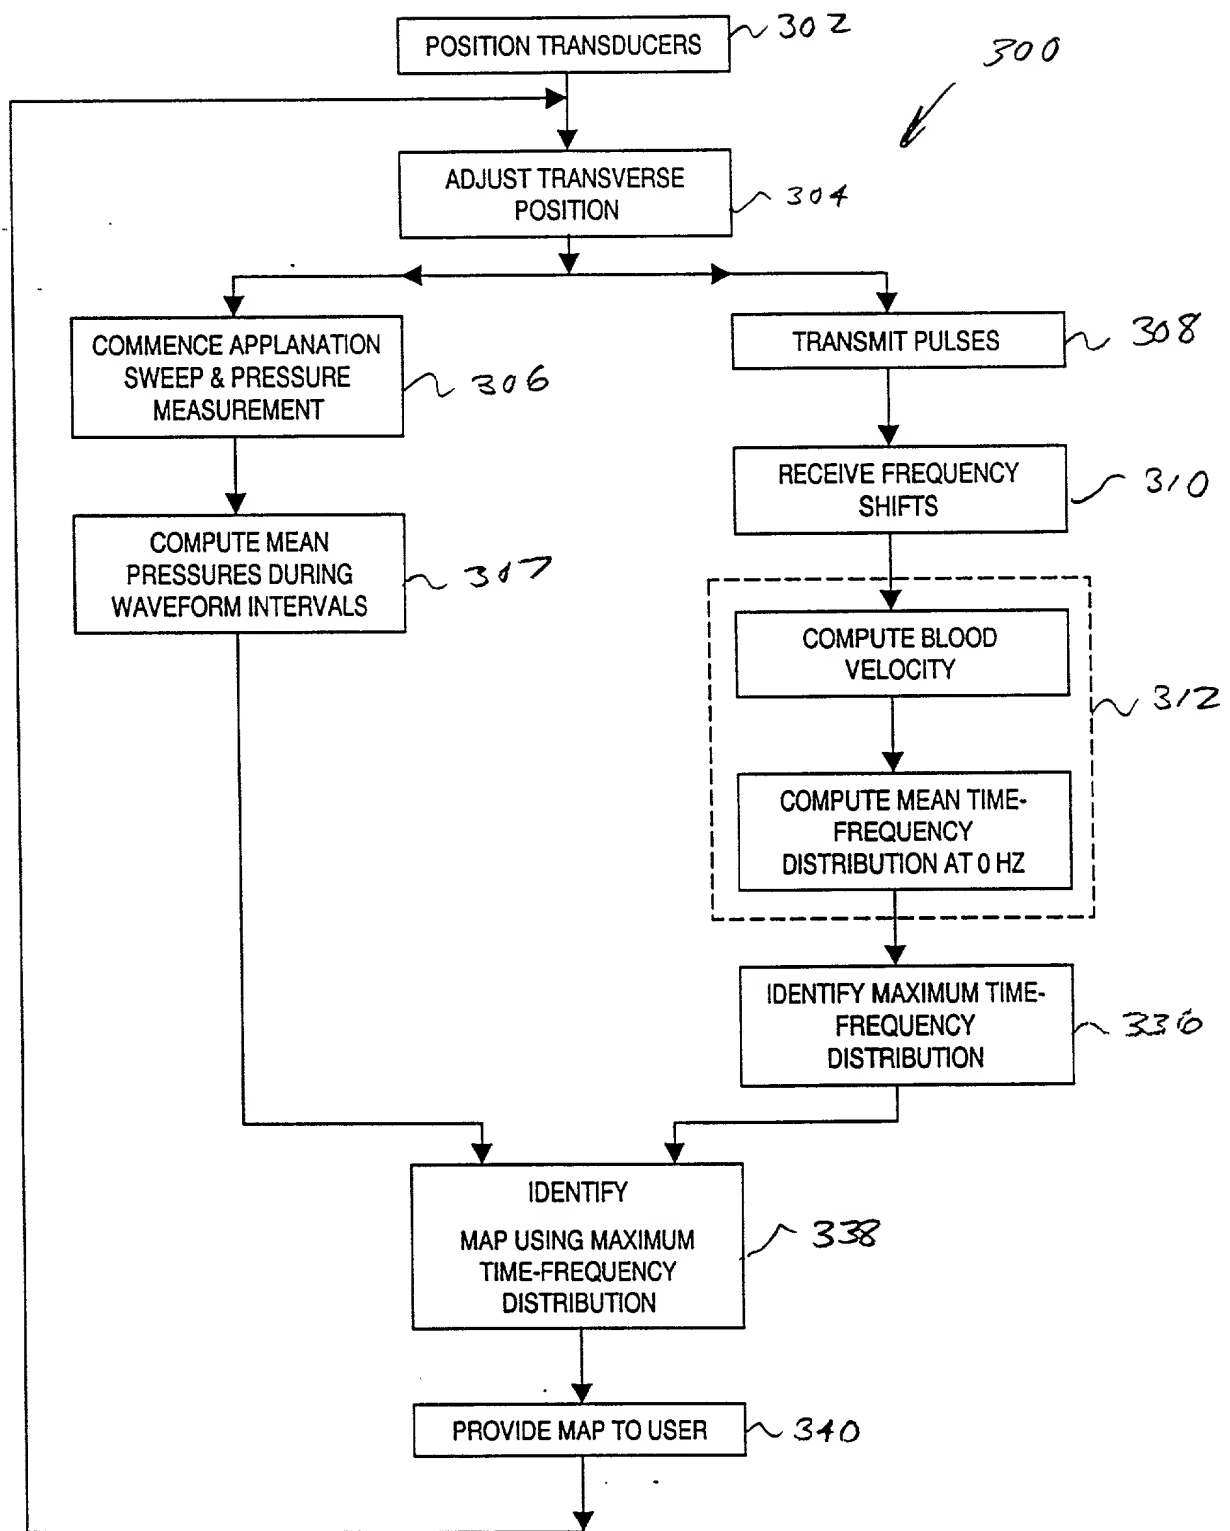 POSITION TRANSDUCERS
302
300
ADJUST TRANSVERSE
POSITION
304
COMMENCE APPLANATION
SWEEP & PRESSURE
MEASUREMENT
306
TRANSMIT PULSES
308
RECEIVE FREQUENCY
SHIFTS
310
COMPUTE MEAN
PRESSURES DURING
WAVEFORM INTERVALS
307
COMPUTE BLOOD
VELOCITY
312
COMPUTE MEAN TIME-
FREQUENCY
DISTRIBUTION AT 0 HZ
IDENTIFY MAXIMUM TIME-
FREQUENCY
DISTRIBUTION
336
IDENTIFY
MAP USING MAXIMUM
TIME-FREQUENCY
DISTRIBUTION
338
PROVIDE MAP TO USER
340